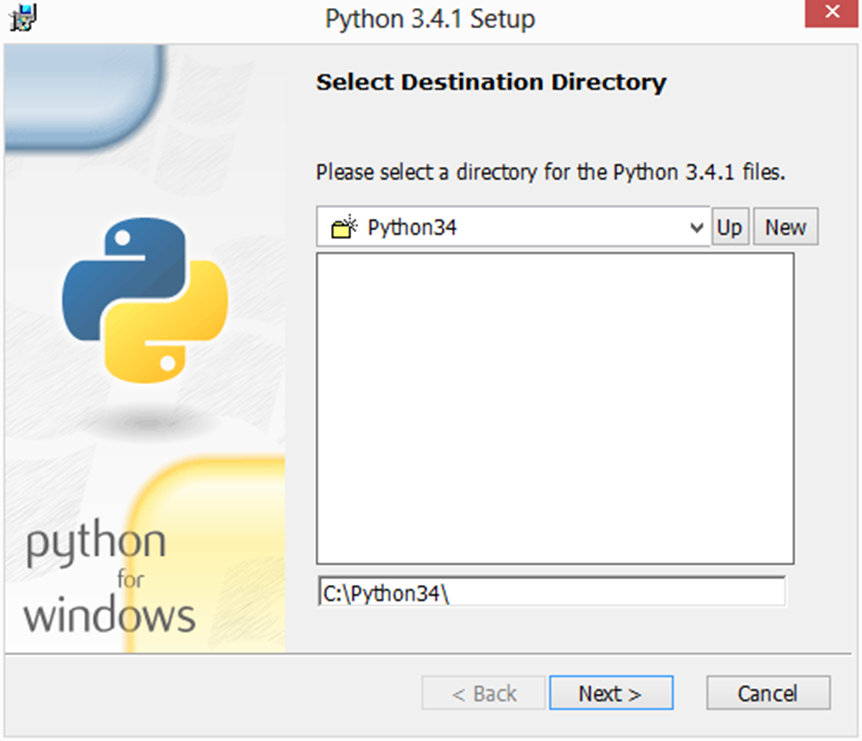 Python 3.4.1 Setup
Select Destination Directory
Please select a directory for the Python 3.4.1 files.
Python34
Up
New
C:\Python34\
python
for
windows
< Back
Next >
Cancel